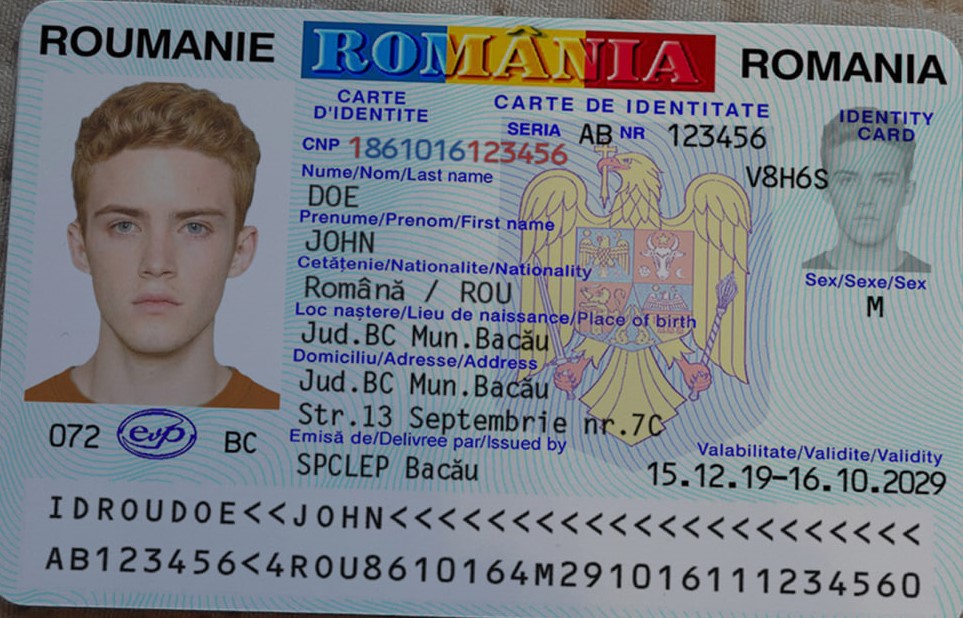 ROUMANIE ROMÂNIA ROMANIA
CARTE D'IDENTITE
CARTE DE IDENTITATE
IDENTITY CARD
SERIA AB NR 123456
CNP 1861016123456
V8H6S
Nume/Nom/Last name
DOE
Prenume/Prenom/First name
JOHN
Cetăţenie/Nationalite/Nationality
Română / ROU
Sex/Sexe/Sex
M
Loc naştere/Lieu de naissance/Place of birth
Jud.BC Mun.Bacău
Domiciliu/Adresse/Address
Jud.BC Mun.Bacău
Str.13 Septembrie nr.7C
072 evp BC
Emisă de/Delivree par/Issued by
SPCLEP Bacău
Valabilitate/Validite/Validity
15.12.19-16.10.2029
IDROUDOE<<JOHN<<<<<<<<<<<<<<<<<<<<<<
AB123456<4ROU8610164M291016111234560